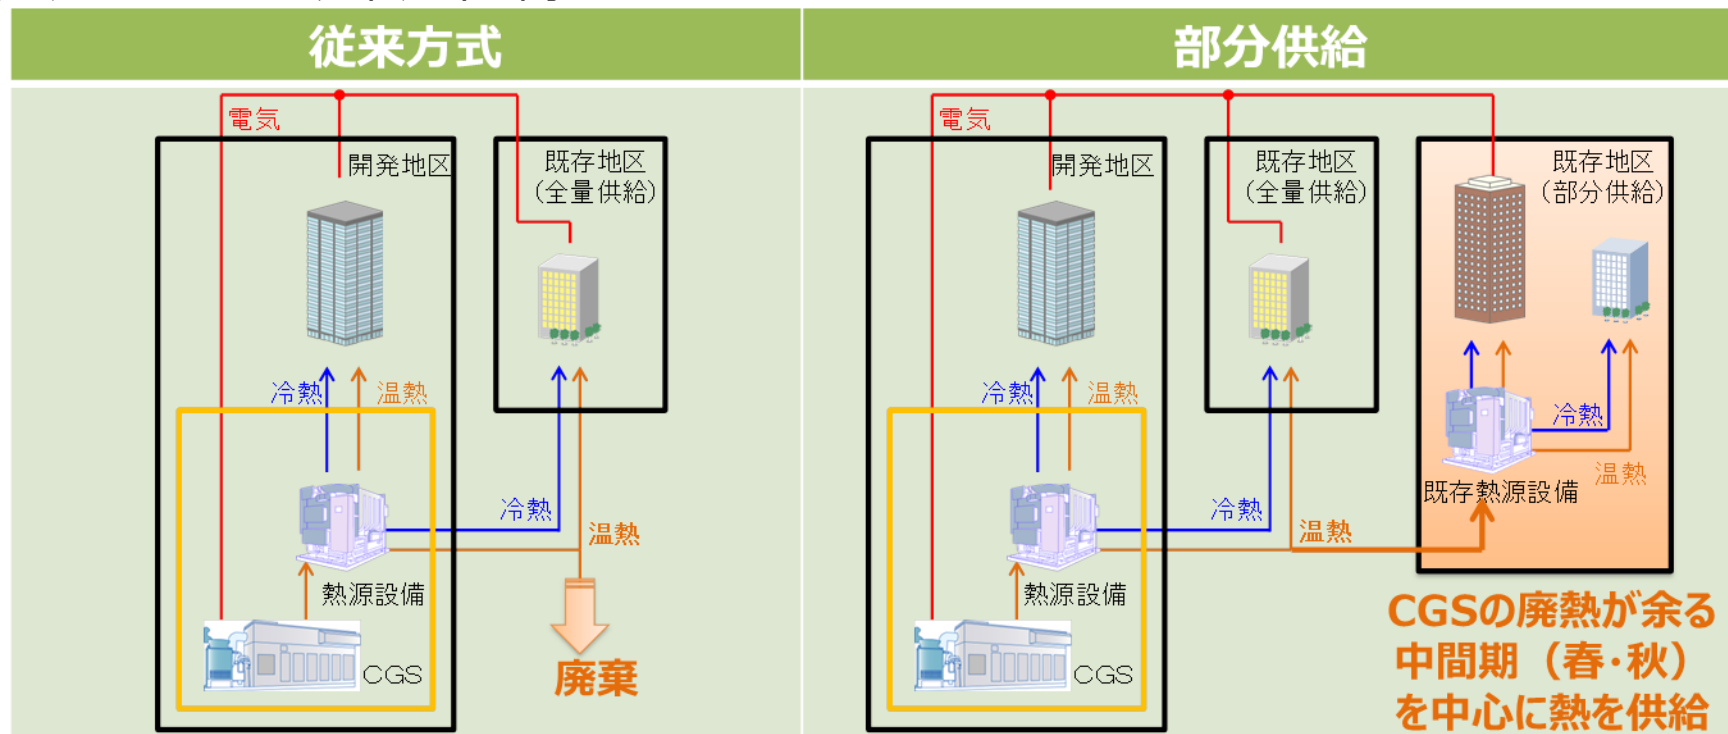 従来方式
部分供給
電気
開発地区
既存地区
(全量供給)
冷熱
温熱
冷熱
温熱
熱源設備
CGS
廃棄
電気
開発地区
既存地区
(全量供給)
既存地区
(部分供給)
冷熱
温熱
冷熱
温熱
冷熱
温熱
既存熱源設備
熱源設備
CGS
CGSの廃熱が余る
中間期（春・秋）
を中心に熱を供給